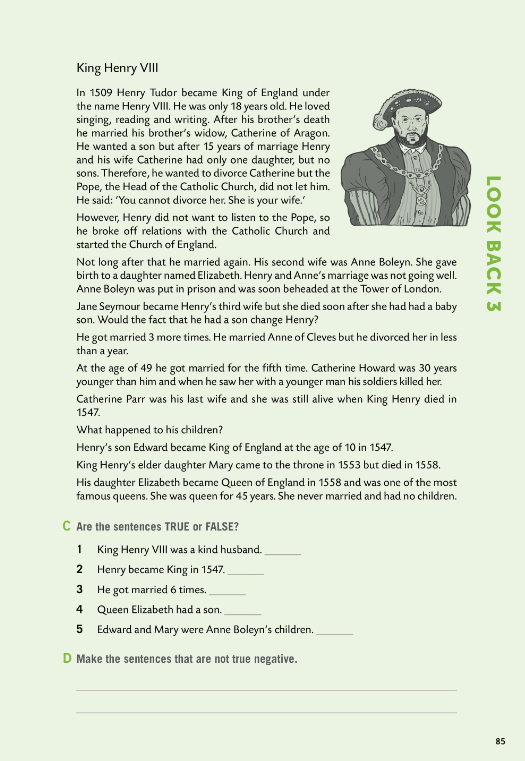 King Henry VIII
In 1509 Henry Tudor became King of England under
the name Henry VIII. He was only 18 years old. He loved
singing, reading and writing. After his brother's death
he married his brother's widow, Catherine of Aragon.
He wanted a son but after 15 years of marriage Henry
and his wife Catherine had only one daughter, but no
sons. Therefore, he wanted to divorce Catherine but the
Pope, the Head of the Catholic Church, did not let him.
He said: 'You cannot divorce her. She is your wife.'
However, Henry did not want to listen to the Pope, so
he broke off relations with the Catholic Church and
started the Church of England.
Not long after that he married again. His second wife was Anne Boleyn. She gave
birth to a daughter named Elizabeth. Henry and Anne's marriage was not going well.
Anne Boleyn was put in prison and was soon beheaded at the Tower of London.
Jane Seymour became Henry's third wife but she died soon after she had had a baby
son. Would the fact that he had a son change Henry?
He got married 3 more times. He married Anne of Cleves but he divorced her in less
than a year.
At the age of 49 he got married for the fifth time. Catherine Howard was 30 years
younger than him and when he saw her with a younger man his soldiers killed her.
Catherine Parr was his last wife and she was still alive when King Henry died in
1547.
What happened to his children?
Henry's son Edward became King of England at the age of 10 in 1547.
King Henry's elder daughter Mary came to the throne in 1553 but died in 1558.
His daughter Elizabeth became Queen of England in 1558 and was one of the most
famous queens. She was queen for 45 years. She never married and had no children.
C Are the sentences TRUE or FALSE?
1 King Henry VIII was a kind husband. ______
2 Henry became King in 1547. ______
3 He got married 6 times. ______
4 Queen Elizabeth had a son. ______
5 Edward and Mary were Anne Boleyn's children. ______
D Make the sentences that are not true negative.
LOOK BACK 3
85